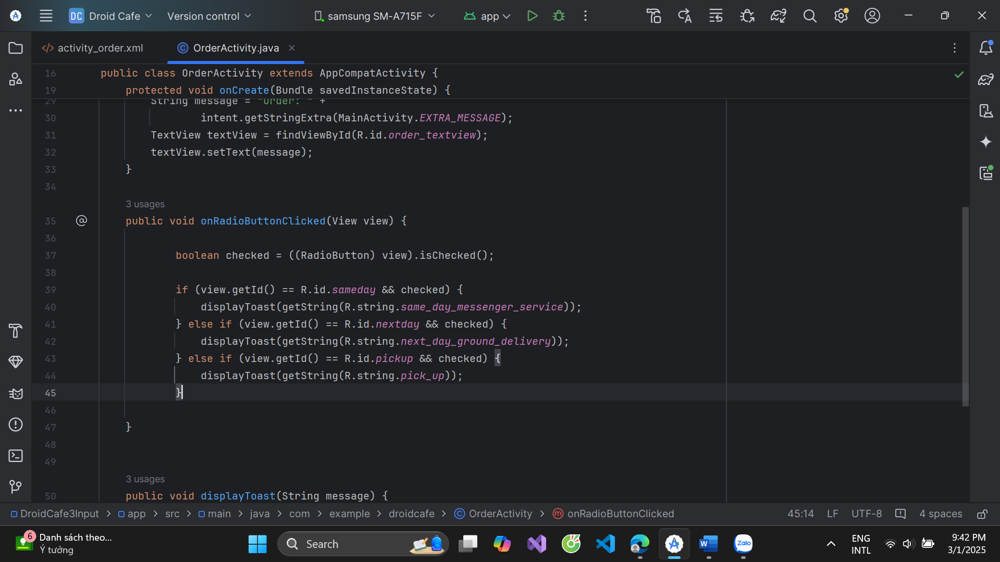 DC Droid Cafe Version control samsung SM-A715F app
activity_order.xml OrderActivity.java
16 public class OrderActivity extends AppCompatActivity {
19 protected void onCreate(Bundle savedInstanceState) {
29 String message = "Order: " +
30 intent.getStringExtra(MainActivity.EXTRA_MESSAGE);
31 TextView textView = findViewById(R.id.order_textview);
32 textView.setText(message);
33 }
34
3 usages
35 @ public void onRadioButtonClicked(View view) {
36
37 boolean checked = ((RadioButton) view).isChecked();
38
39 if (view.getId() == R.id.sameday && checked) {
40 displayToast(getString(R.string.same_day_messenger_service));
41 } else if (view.getId() == R.id.nextday && checked) {
42 displayToast(getString(R.string.next_day_ground_delivery));
43 } else if (view.getId() == R.id.pickup && checked) {
44 displayToast(getString(R.string.pick_up));
45 }
46
47 }
48
49
3 usages
50 public void displayToast(String message) {
DroidCafe3Input > app > src > main > java > com > example > droidcafe > OrderActivity > onRadioButtonClicked 45:14 LF UTF-8 4 spaces
6 Danh sách theo...
Ý tưởng
Search
Zalo
ENG
INTL
9:42 PM
3/1/2025